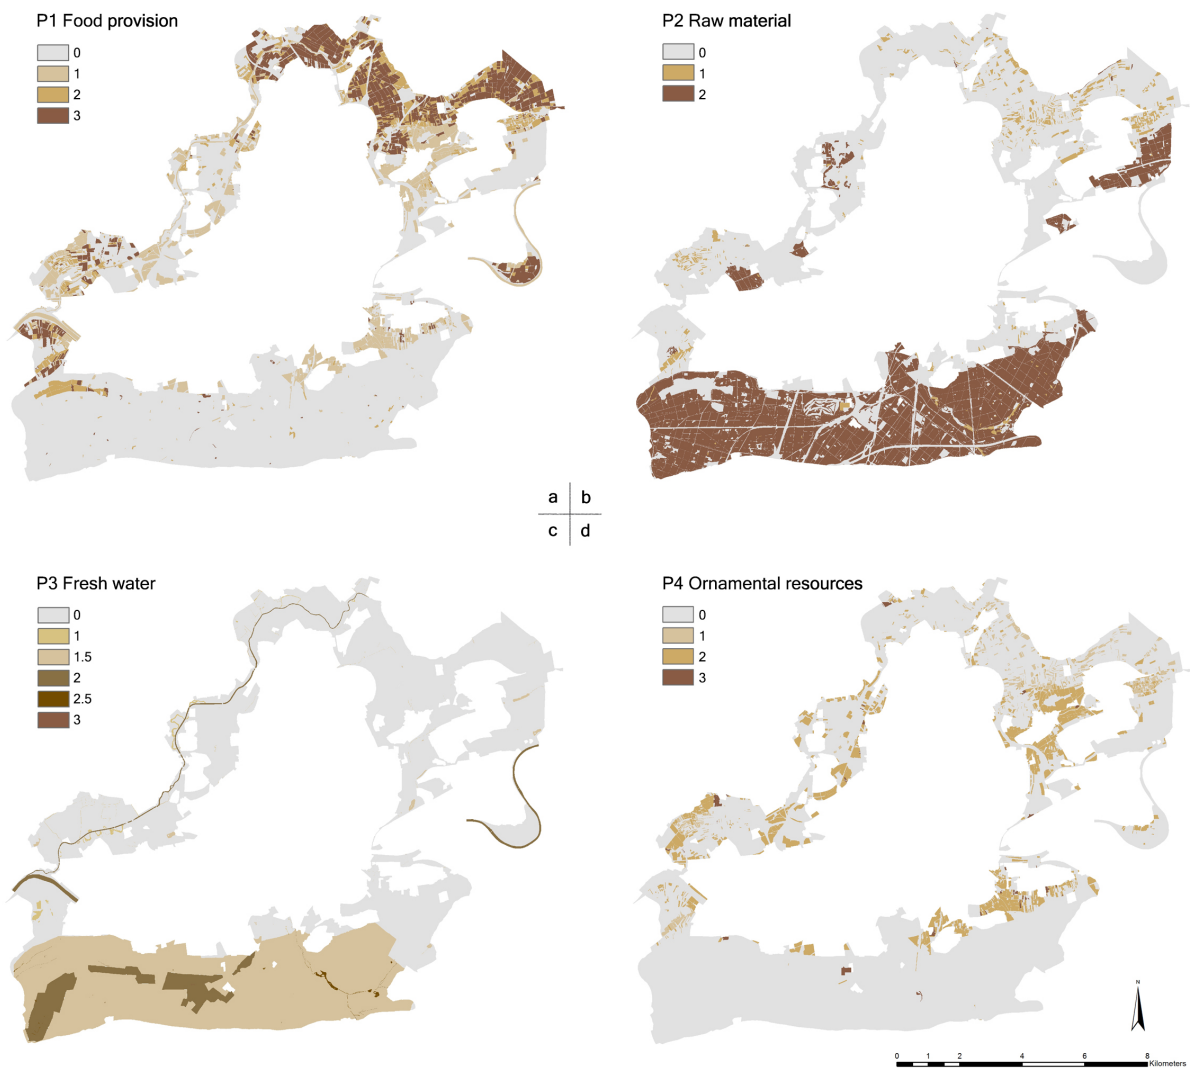 P1 Food provision
0
1
2
3
P2 Raw material
0
1
2
a b
c d
P3 Fresh water
0
1
1.5
2
2.5
3
P4 Ornamental resources
0
1
2
3
N
0 1 2 4 6 8
Kilometers